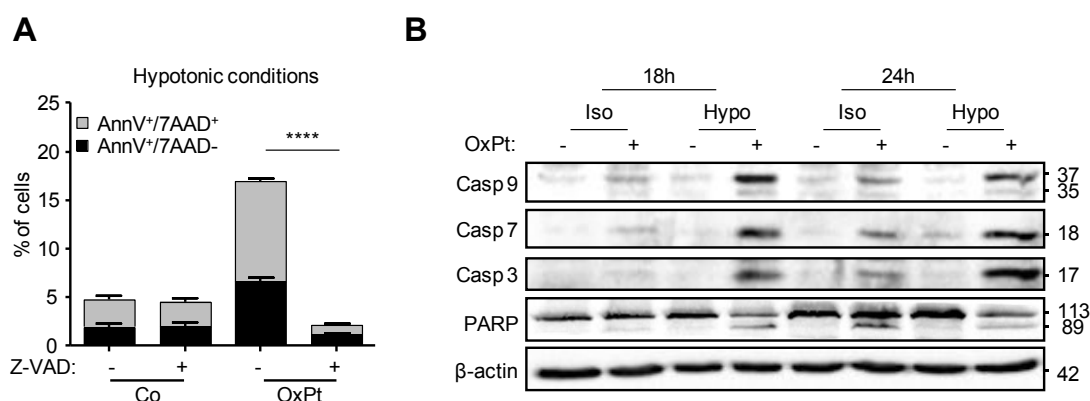 A
Hypotonic conditions
25
20
15
10
5
0
% of cells
AnnV⁺/7AAD⁺
AnnV⁺/7AAD-
****
Z-VAD: - + - +
Co OxPt
B
18h 24h
Iso Hypo Iso Hypo
OxPt: - + - + - + - +
Casp 9 37
35
Casp 7 18
Casp 3 17
PARP 113
89
β-actin 42